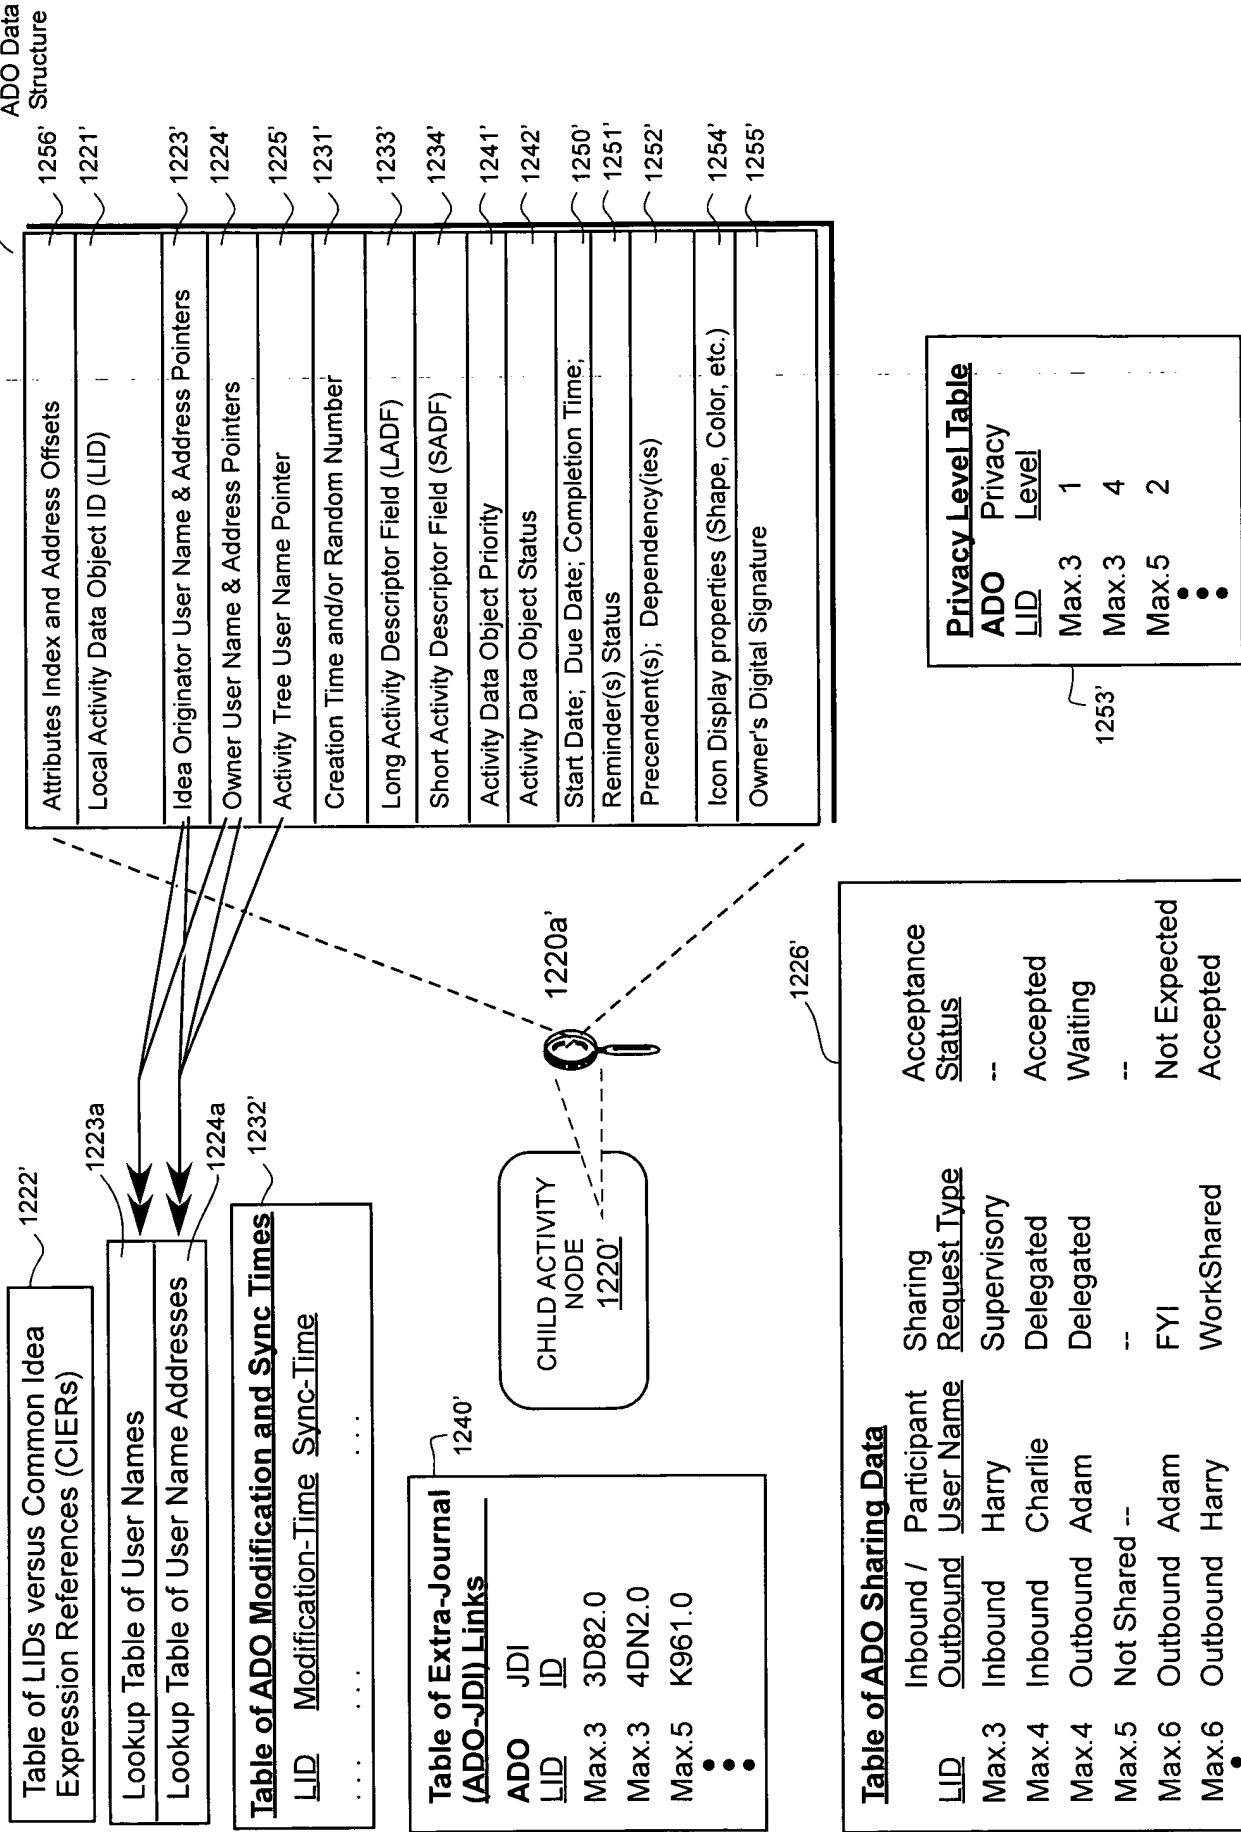 ADO Data
Structure
Table of LIDs versus Common Idea
Expression References (CIERs)
1222'
Lookup Table of User Names
Lookup Table of User Name Addresses
1223a
1224a
Table of ADO Modification and Sync Times
LID Modification-Time Sync-Time
.... .... ...
1232'
Table of Extra-Journal
(ADO-JDI) Links
ADO JDI
LID ID
Max.3 3D82.0
Max.3 4DN2.0
Max.5 K961.0
1240'
CHILD ACTIVITY
NODE
1220'
1220a'
Attributes Index and Address Offsets 1256'
Local Activity Data Object ID (LID) 1221'
Idea Originator User Name & Address Pointers 1223'
Owner User Name & Address Pointers 1224'
Activity Tree User Name Pointer 1225'
Creation Time and/or Random Number 1231'
Long Activity Descriptor Field (LADF) 1233'
Short Activity Descriptor Field (SADF) 1234'
Activity Data Object Priority 1241'
Activity Data Object Status 1242'
Start Date; Due Date; Completion Time; 1250'
Reminder(s) Status 1251'
Precendent(s); Dependency(ies) 1252'
Icon Display properties (Shape, Color, etc.) 1254'
Owner's Digital Signature 1255'
Table of ADO Sharing Data
Inbound / Participant Sharing Acceptance
LID Outbound User Name Request Type Status
Max.3 Inbound Harry Supervisory --
Max.4 Inbound Charlie Delegated Accepted
Max.4 Outbound Adam Delegated Waiting
Max.5 Not Shared -- -- --
Max.6 Outbound Adam FYI Not Expected
Max.6 Outbound Harry WorkShared Accepted
1226'
Privacy Level Table
ADO Privacy
LID Level
Max.3 1
Max.3 4
Max.5 2
1253'